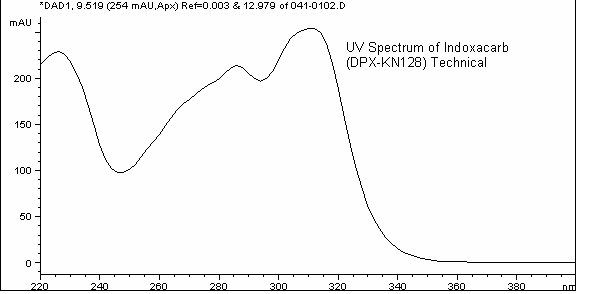 *DAD1, 9.519 (254 mAU,Apx) Ref=0.003 & 12.979 of 041-0102.D
mAU
UV Spectrum of Indoxacarb
(DPX-KN128) Technical
200
150
100
50
0
220 240 260 280 300 320 340 360 380 nm